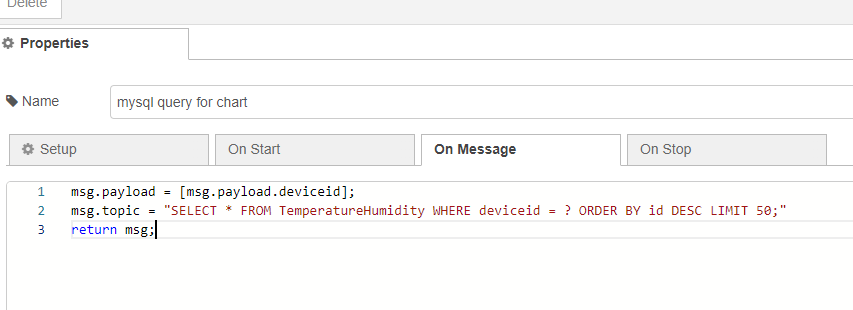 Delete
Properties
Name
mysql query for chart
Setup
On Start
On Message
On Stop
1 msg.payload = [msg.payload.deviceid];
2 msg.topic = "SELECT * FROM TemperatureHumidity WHERE deviceid = ? ORDER BY id DESC LIMIT 50;"
3 return msg;